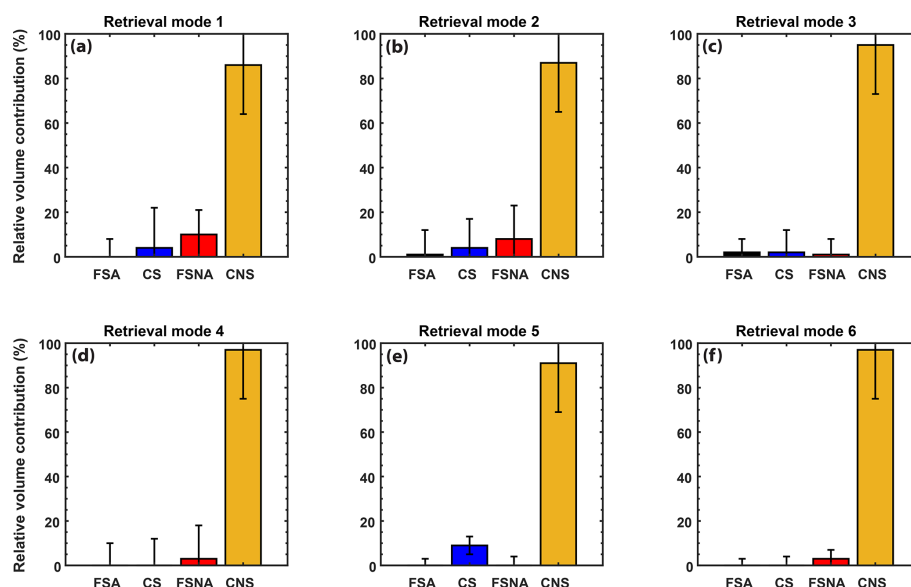 Retrieval mode 1 Retrieval mode 2 Retrieval mode 3
Relative volume contribution (%)
(a) (b) (c)
100 100 100
80 80 80
60 60 60
40 40 40
20 20 20
0 0 0
FSA CS FSNA CNS FSA CS FSNA CNS FSA CS FSNA CNS
Retrieval mode 4 Retrieval mode 5 Retrieval mode 6
Relative volume contribution (%)
(d) (e) (f)
100 100 100
80 80 80
60 60 60
40 40 40
20 20 20
0 0 0
FSA CS FSNA CNS FSA CS FSNA CNS FSA CS FSNA CNS